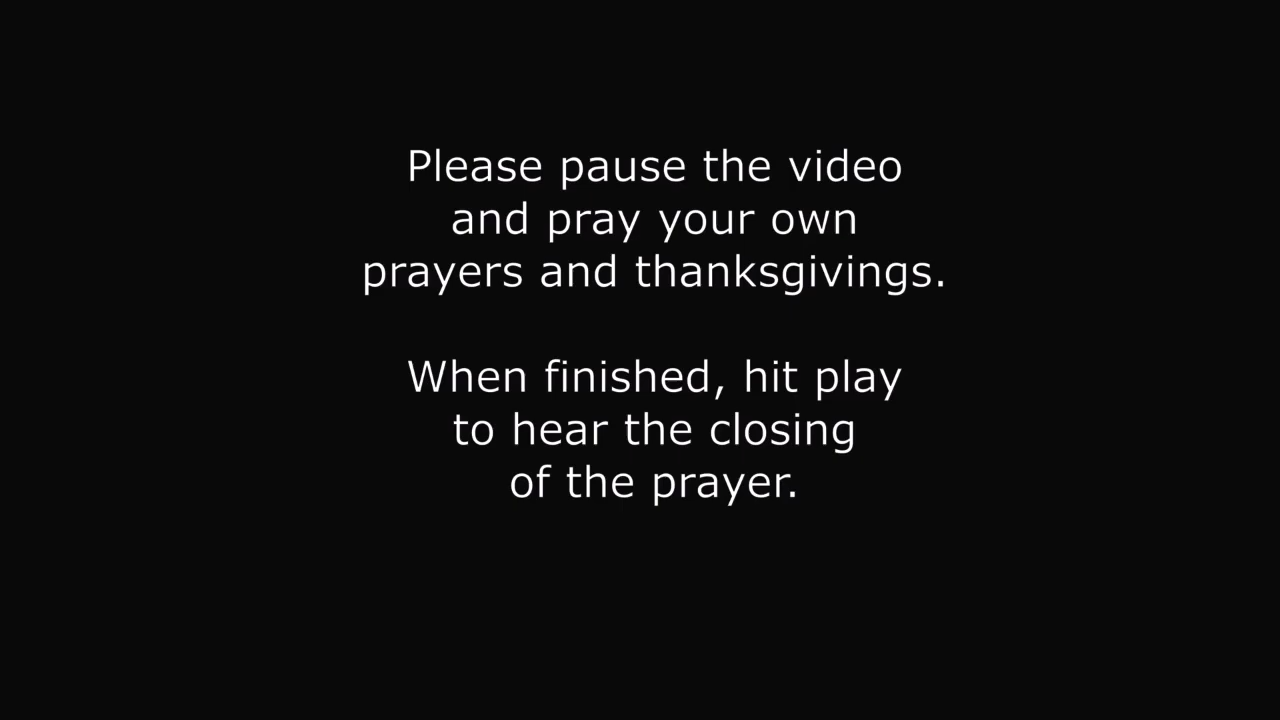 Please pause the video
and pray your own
prayers and thanksgivings.
When finished, hit play
to hear the closing
of the prayer.